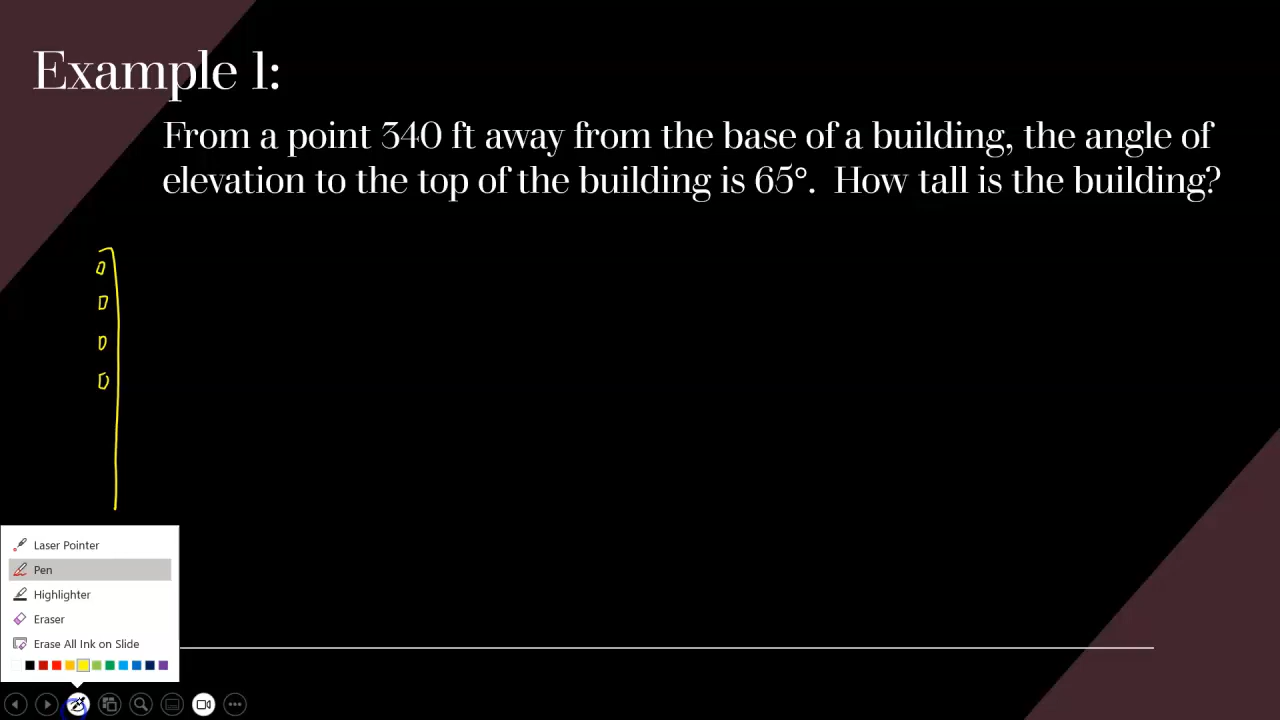 Example 1:
From a point 340 ft away from the base of a building, the angle of
elevation to the top of the building is 65°. How tall is the building?
Laser Pointer
Pen
Highlighter
Eraser
Erase All Ink on Slide